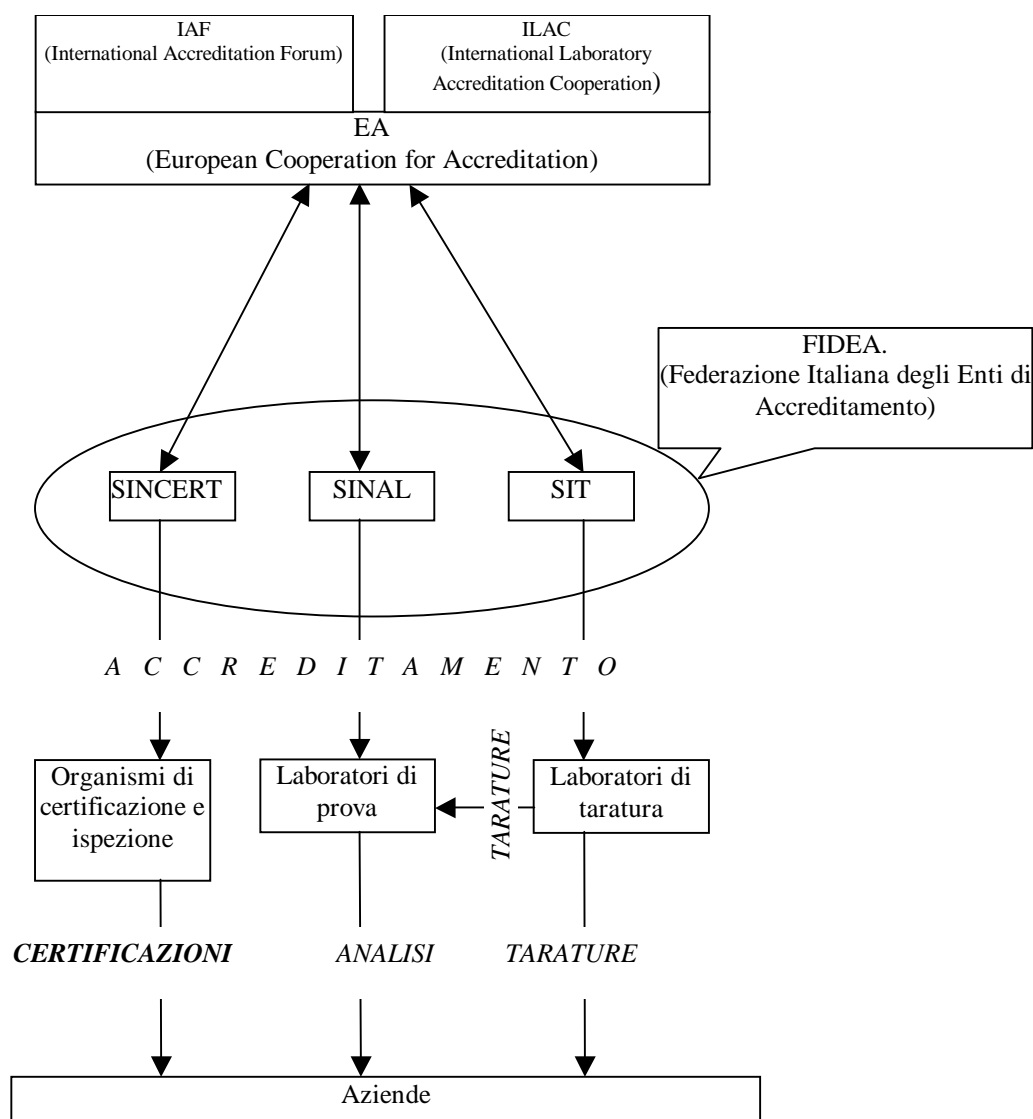 IAF
(International Accreditation Forum)
ILAC
(International Laboratory
Accreditation Cooperation)
EA
(European Cooperation for Accreditation)
FIDEA.
(Federazione Italiana degli Enti di
Accreditamento)
SINCERT
SINAL
SIT
A C C R E D I T A M E N T O
Organismi di
certificazione e
ispezione
Laboratori di
prova
TARATURE
Laboratori di
taratura
CERTIFICAZIONI
ANALISI
TARATURE
Aziende